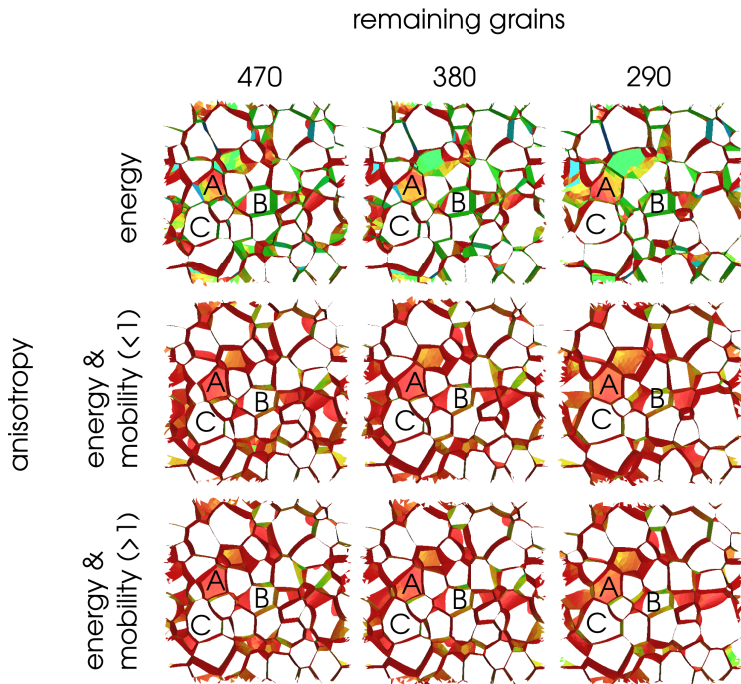 remaining grains
470 380 290
anisotropy
energy
A B C
A B C
A B C
energy &
mobility (<1)
A B C
A B C
A B C
energy &
mobility (>1)
A B C
A B C
A B C